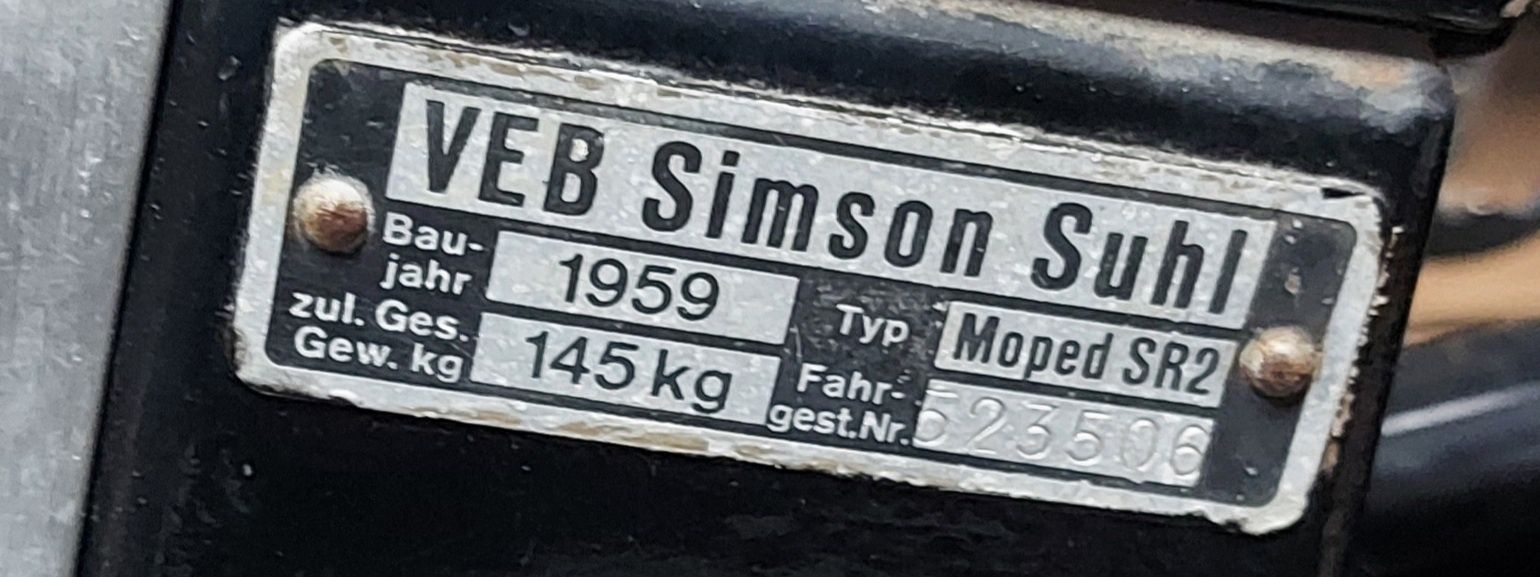 VEB Simson Suhl
Bau-
jahr 1959
Typ Moped SR2
zul. Ges.
Gew. kg 145 kg
Fahr-
gest.Nr. 523506